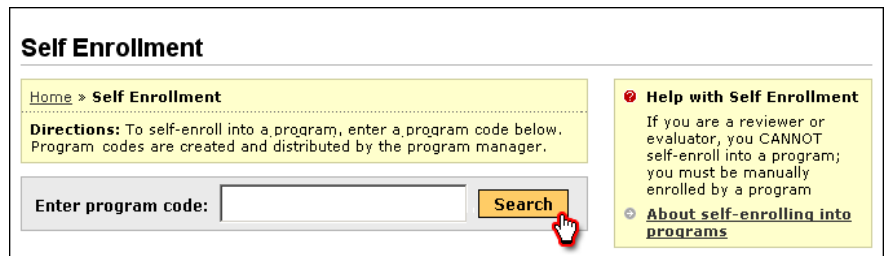 Self Enrollment
Home » Self Enrollment
Directions: To self-enroll into a program, enter a program code below.
Program codes are created and distributed by the program manager.
Enter program code:
Search
Help with Self Enrollment
If you are a reviewer or
evaluator, you CANNOT
self-enroll into a program;
you must be manually
enrolled by a program
About self-enrolling into
programs